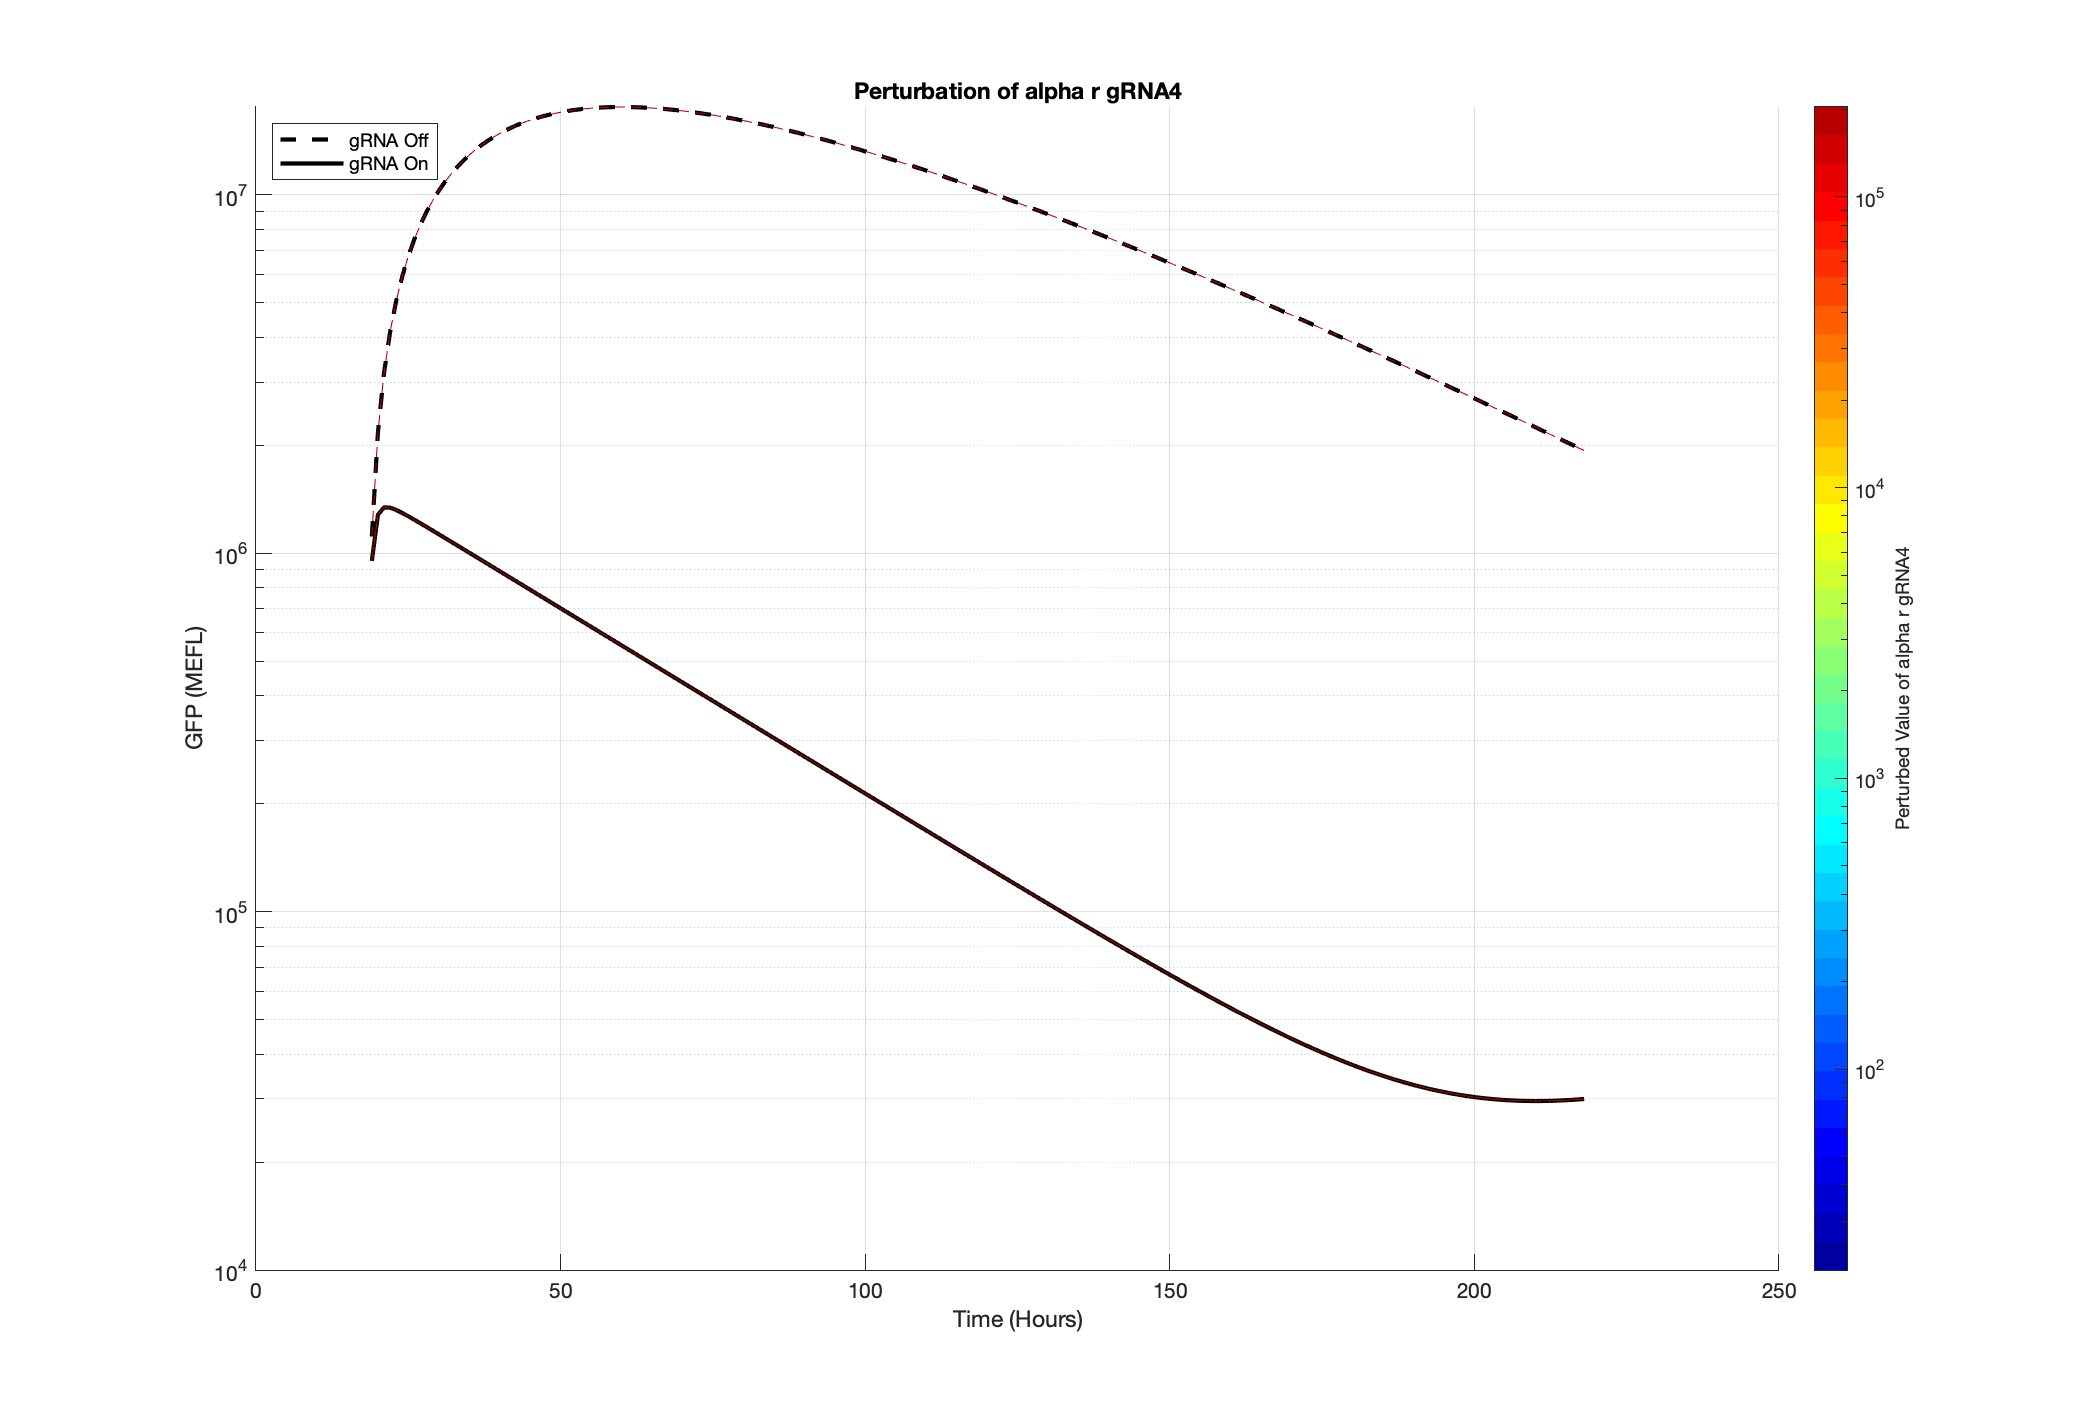 Perturbation of alpha r gRNA4
gRNA Off
gRNA On
10^7
10^6
10^5
10^4
GFP (MEFL)
0 50 100 150 200 250
Time (Hours)
10^5
10^4
10^3
10^2
Perturbed Value of alpha r gRNA4